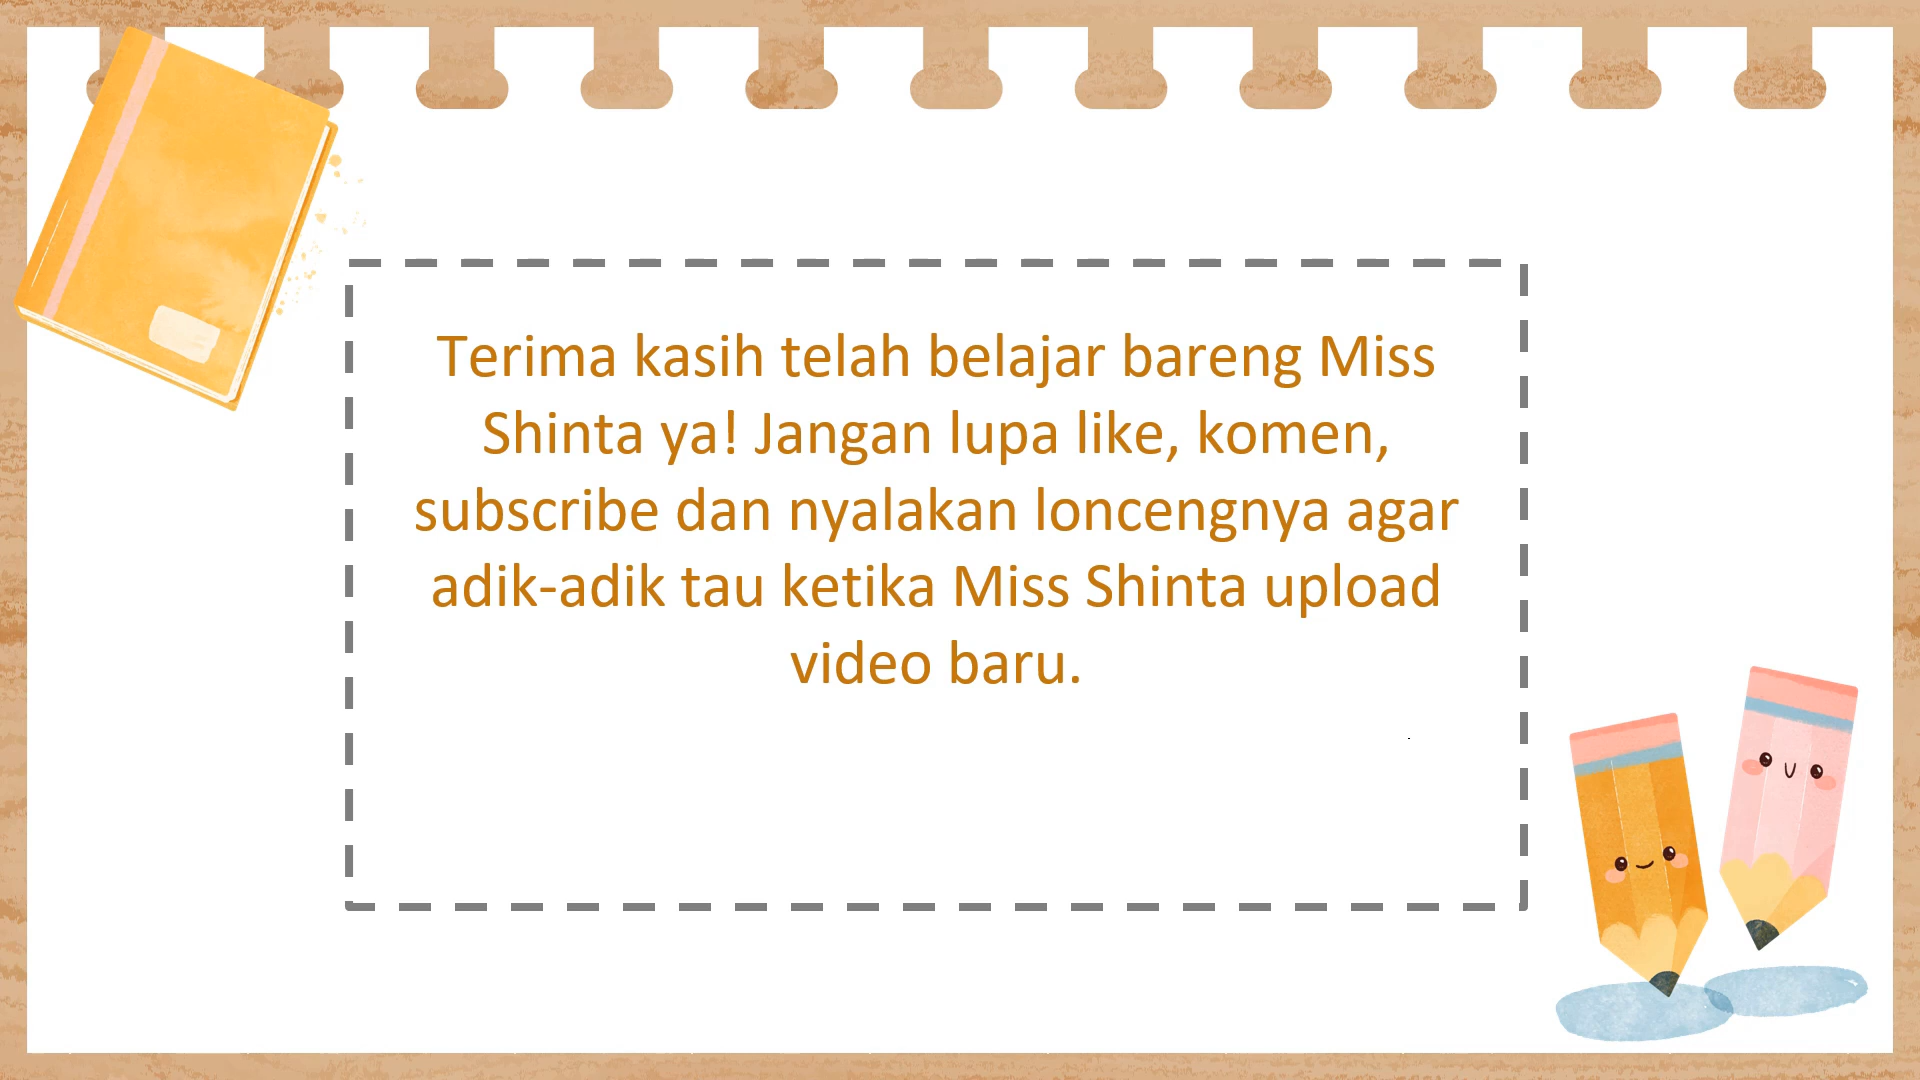 Terima kasih telah belajar bareng Miss
Shinta ya! Jangan lupa like, komen,
subscribe dan nyalakan loncengnya agar
adik-adik tau ketika Miss Shinta upload
video baru.
.